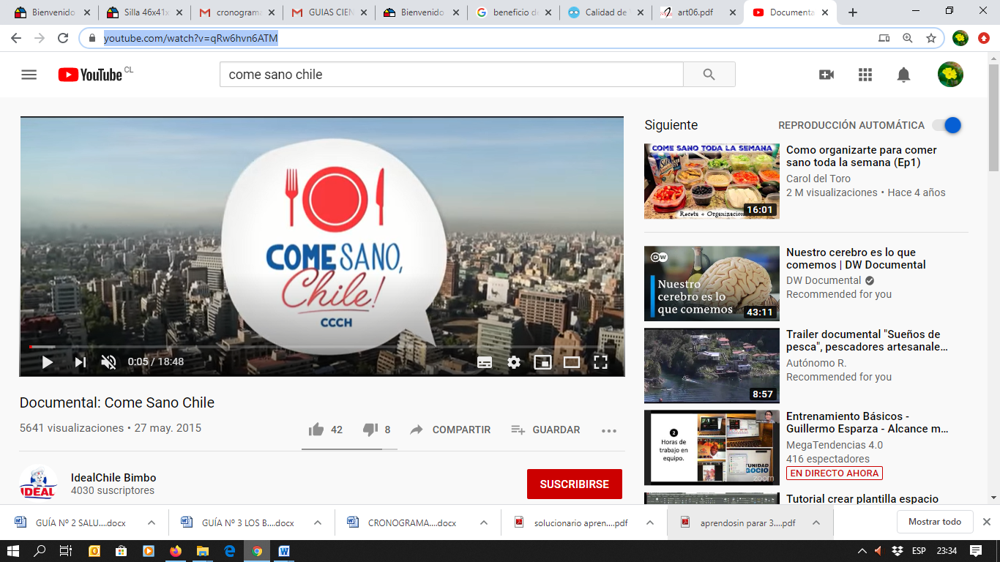 Bienvenido
Silla 46x41x
cronograma
GUIAS CIEN
Bienvenido
beneficio de
Calidad de
art06.pdf
Documenta
youtube.com/watch?v=qRw6hvn6ATM
YouTube CL
come sano chile
COME SANO,
Chile!
CCCH
0:05 / 18:48
Documental: Come Sano Chile
5641 visualizaciones • 27 may. 2015
42
8
COMPARTIR
GUARDAR
IDEAL
IdealChile Bimbo
4030 suscriptores
SUSCRIBIRSE
Siguiente
REPRODUCCIÓN AUTOMÁTICA
COME SANO TODA LA SEMANA
Silk
Receta + Organizacion
16:01
Como organizarte para comer
sano toda la semana (Ep1)
Carol del Toro
2 M visualizaciones • Hace 4 años
DW
Nuestro
cerebro es lo
que comemos
43:11
Nuestro cerebro es lo que
comemos | DW Documental
DW Documental
Recommended for you
8:57
Trailer documental "Sueños de
pesca", pescadores artesanale...
Autónomo R.
Recommended for you
2
Horas de
trabajo en
equipo.
UNIDAD
GOCIO
zoom
Entrenamiento Básicos -
Guillermo Esparza - Alcance m...
MegaTendencias 4.0
416 espectadores
EN DIRECTO AHORA
Tutorial crear plantilla espacio
GUÍA Nº 2 SALU....docx
GUÍA Nº 3 LOS B....docx
CRONOGRAMA....docx
solucionario apren....pdf
aprendosin parar 3....pdf
Mostrar todo
ESP
23:34